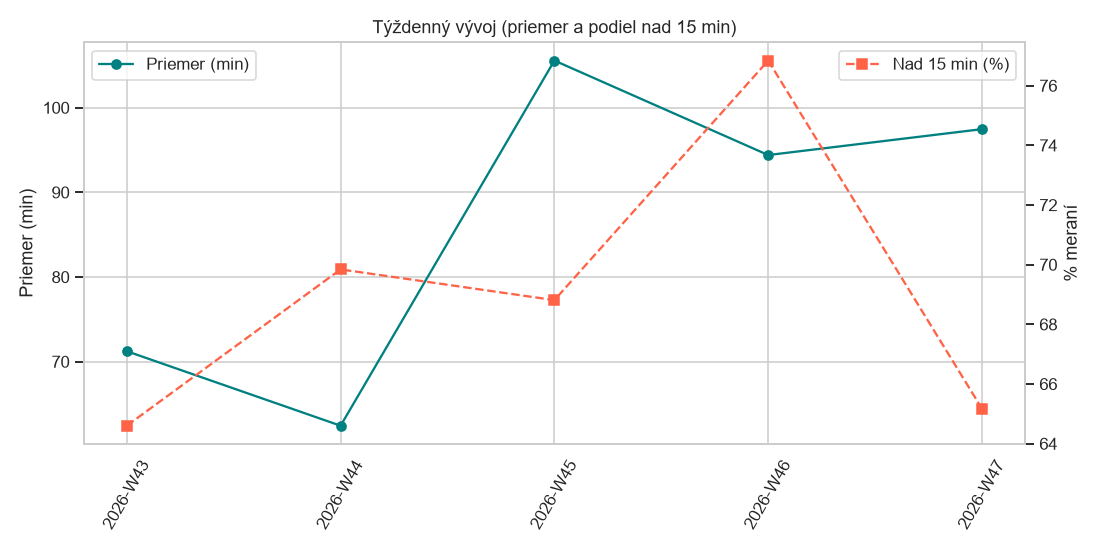 Týždenný vývoj (priemer a podiel nad 15 min)
Priemer (min)
Nad 15 min (%)
Priemer (min)
100
90
80
70
% meraní
76
74
72
70
68
66
64
2026-W43
2026-W44
2026-W45
2026-W46
2026-W47